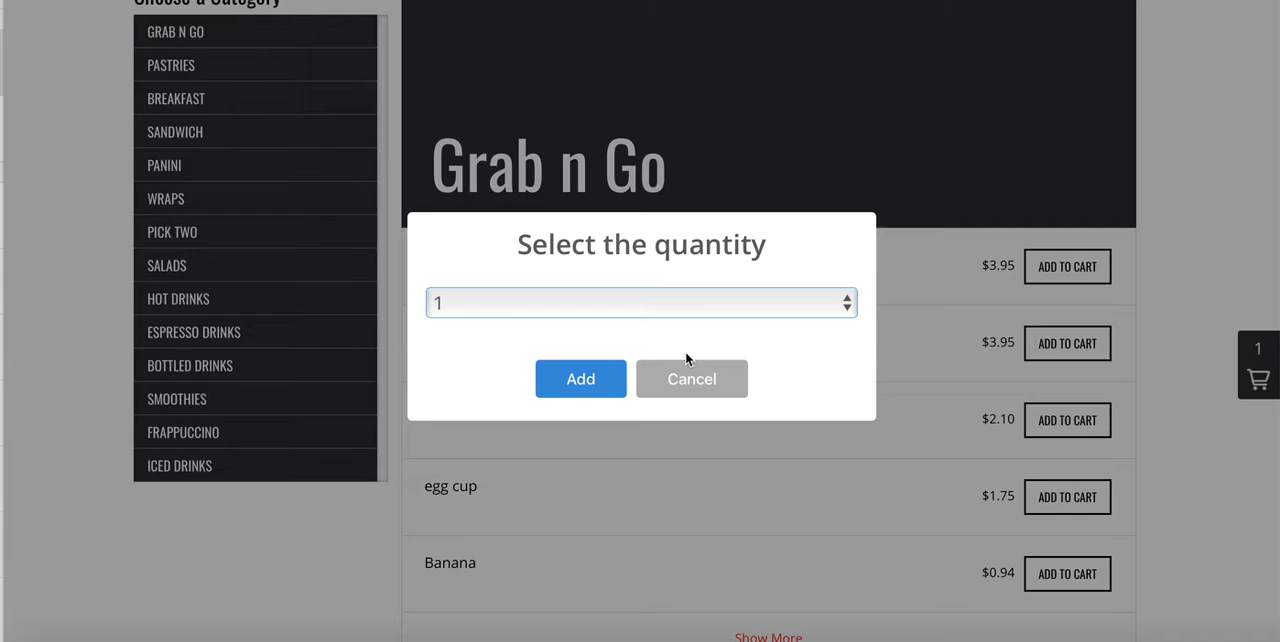 Choose a Category
GRAB N GO
PASTRIES
BREAKFAST
SANDWICH
PANINI
WRAPS
PICK TWO
SALADS
HOT DRINKS
ESPRESSO DRINKS
BOTTLED DRINKS
SMOOTHIES
FRAPPUCCINO
ICED DRINKS
Grab n Go
Select the quantity
1
Add Cancel
$3.95 ADD TO CART
$3.95 ADD TO CART
$2.10 ADD TO CART
egg cup $1.75 ADD TO CART
Banana $0.94 ADD TO CART
Show More
1